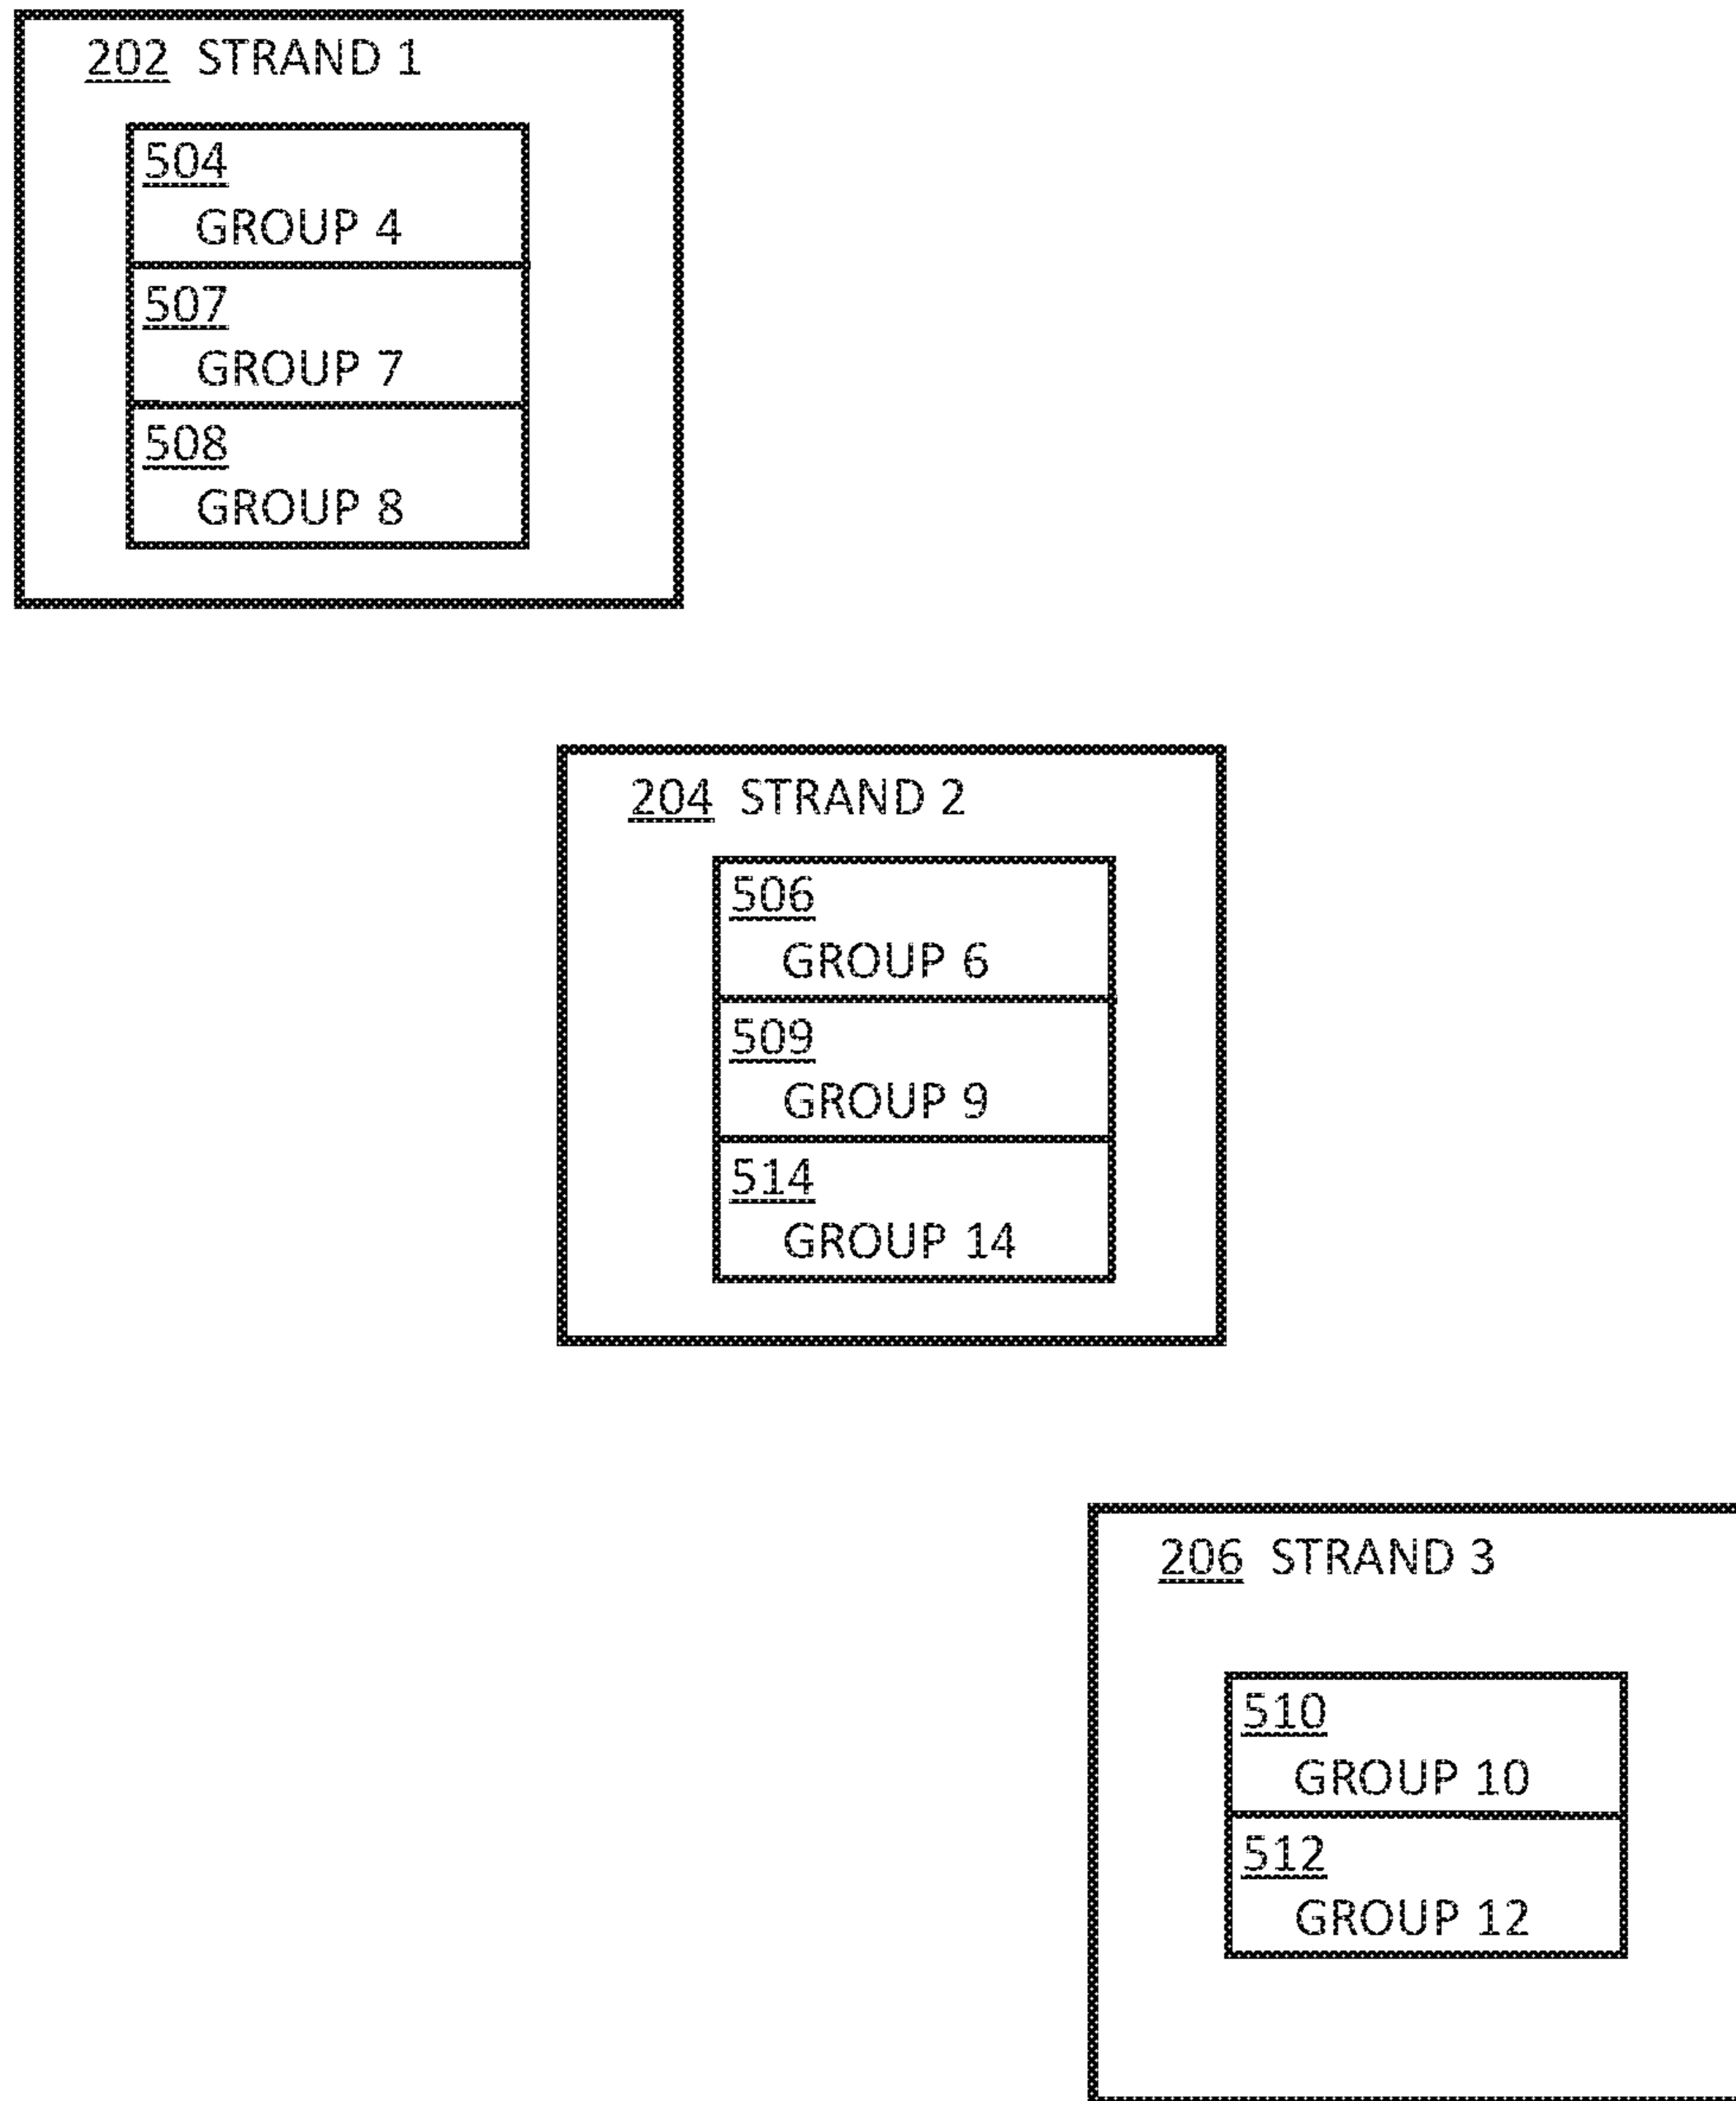 202 STRAND 1
504
GROUP 4
507
GROUP 7
508
GROUP 8
204 STRAND 2
506
GROUP 6
509
GROUP 9
514
GROUP 14
206 STRAND 3
510
GROUP 10
512
GROUP 12